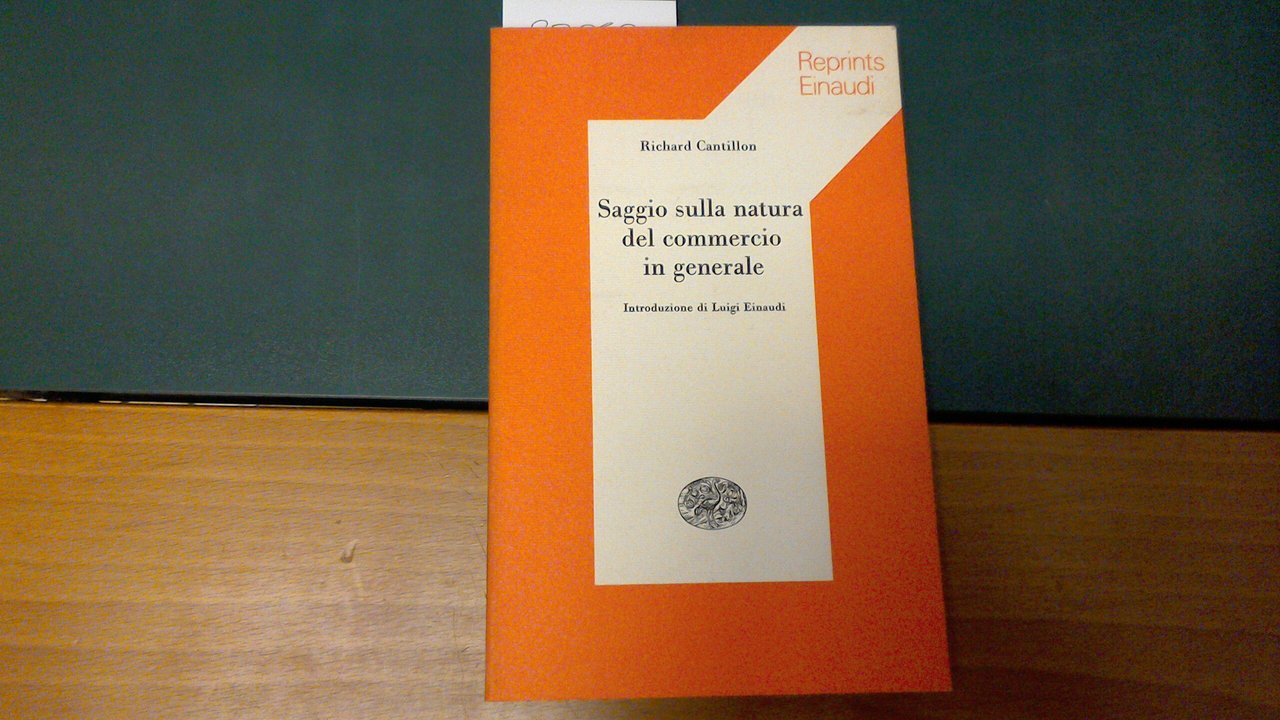 Reprints
Einaudi
Richard Cantillon
Saggio sulla natura
del commercio
in generale
Introduzione di Luigi Einaudi